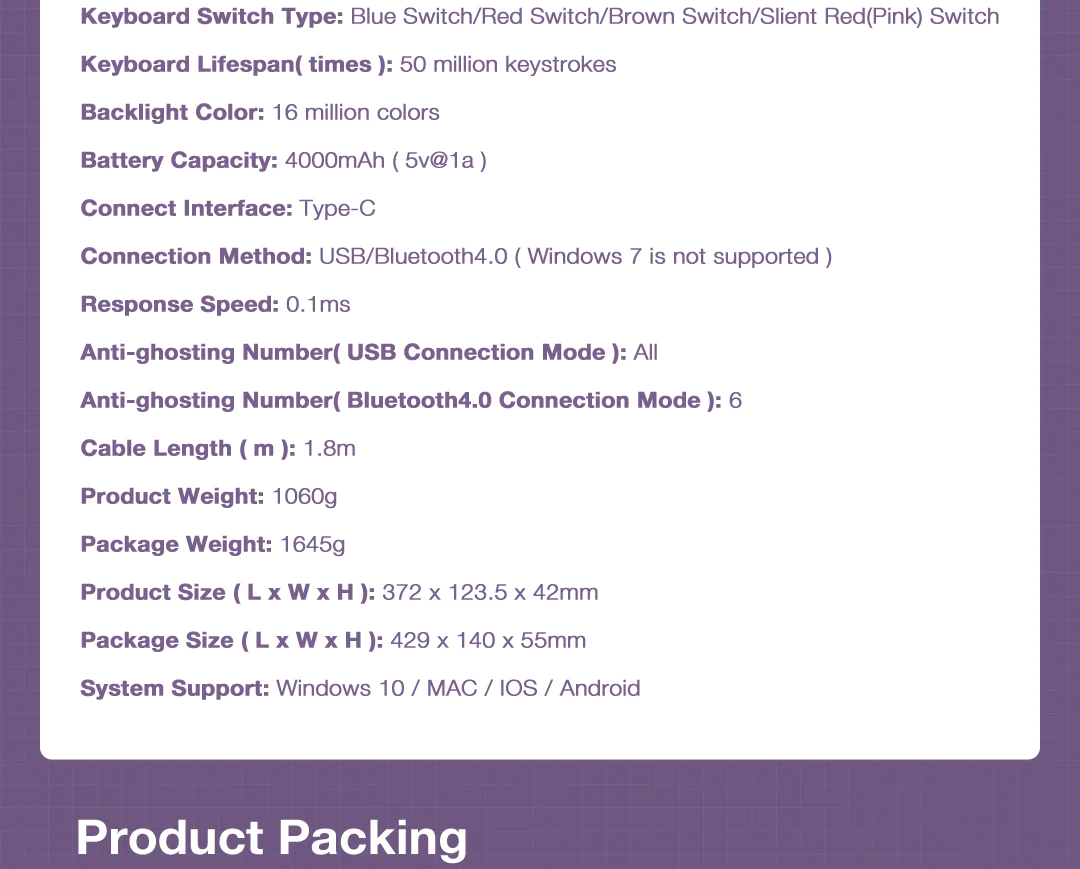 Keyboard Switch Type: Blue Switch/Red Switch/Brown Switch/Slient Red(Pink) Switch
Keyboard Lifespan( times ): 50 million keystrokes
Backlight Color: 16 million colors
Battery Capacity: 4000mAh ( 5v@1a )
Connect Interface: Type-C
Connection Method: USB/Bluetooth4.0 ( Windows 7 is not supported )
Response Speed: 0.1ms
Anti-ghosting Number( USB Connection Mode ): All
Anti-ghosting Number( Bluetooth4.0 Connection Mode ): 6
Cable Length ( m ): 1.8m
Product Weight: 1060g
Package Weight: 1645g
Product Size ( L x W x H ): 372 x 123.5 x 42mm
Package Size ( L x W x H ): 429 x 140 x 55mm
System Support: Windows 10 / MAC / IOS / Android
Product Packing